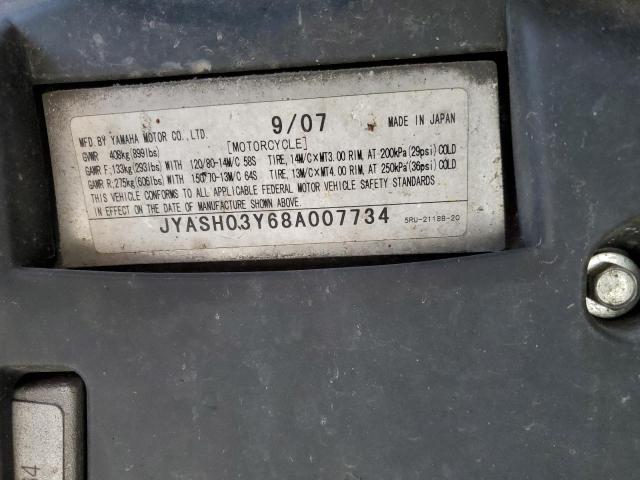 9/07
MFD. BY YAMAHA MOTOR CO., LTD. MADE IN JAPAN
GVWR 408kg(899lbs) [MOTORCYCLE]
GAWR F:133kg(293lbs)WITH 120/80-14M/C 58S TIRE, 14M/C×MT3.00 RIM, AT 200kPa(29psi)COLD
GAWR R:275kg(606lbs)WITH 150/70-13M/C 64S TIRE, 13M/C×MT4.00 RIM, AT 250kPa(36psi)COLD
THIS VEHICLE CONFORMS TO ALL APPLICABLE FEDERAL MOTOR VEHICLE SAFETY STANDARDS
IN EFFECT ON THE DATE OF MANUFACTURE SHOWN ABOVE.
JYASH03Y68A007734 5RU-2118B-20